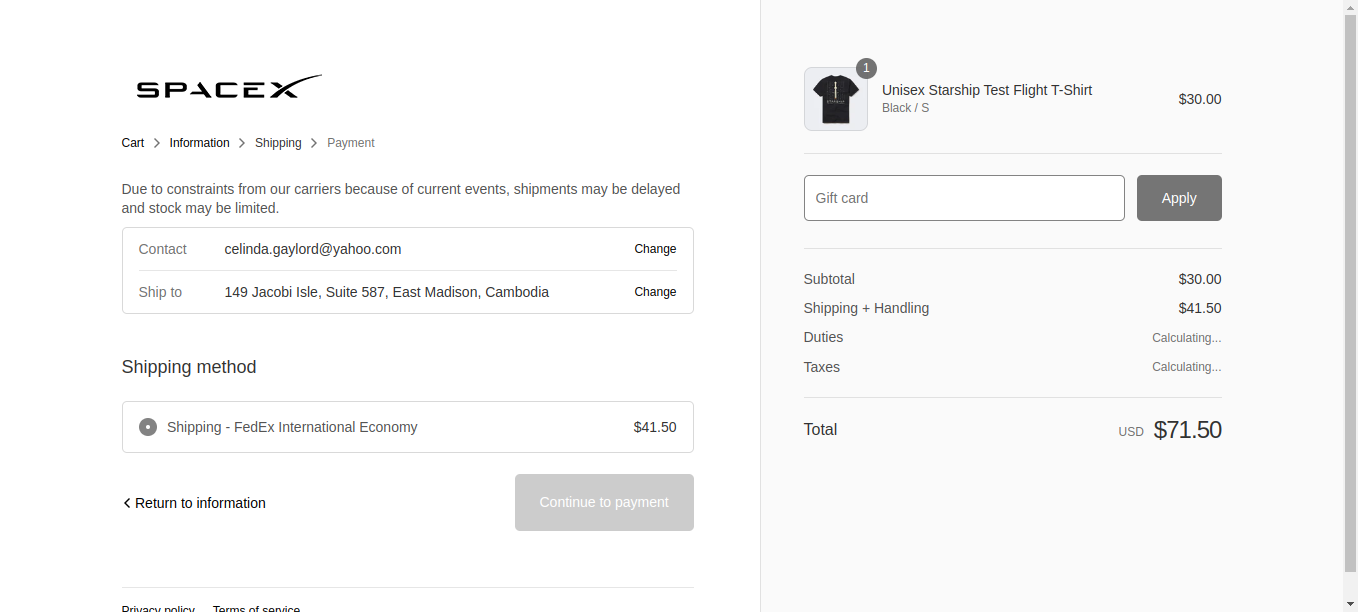 SPACEX
Cart > Information > Shipping > Payment
Due to constraints from our carriers because of current events, shipments may be delayed
and stock may be limited.
Contact celinda.gaylord@yahoo.com Change
Ship to 149 Jacobi Isle, Suite 587, East Madison, Cambodia Change
Shipping method
Shipping - FedEx International Economy $41.50
Return to information
Continue to payment
Privacy policy Terms of service
1
Unisex Starship Test Flight T-Shirt
Black / S
$30.00
Gift card
Apply
Subtotal $30.00
Shipping + Handling $41.50
Duties Calculating...
Taxes Calculating...
Total USD $71.50